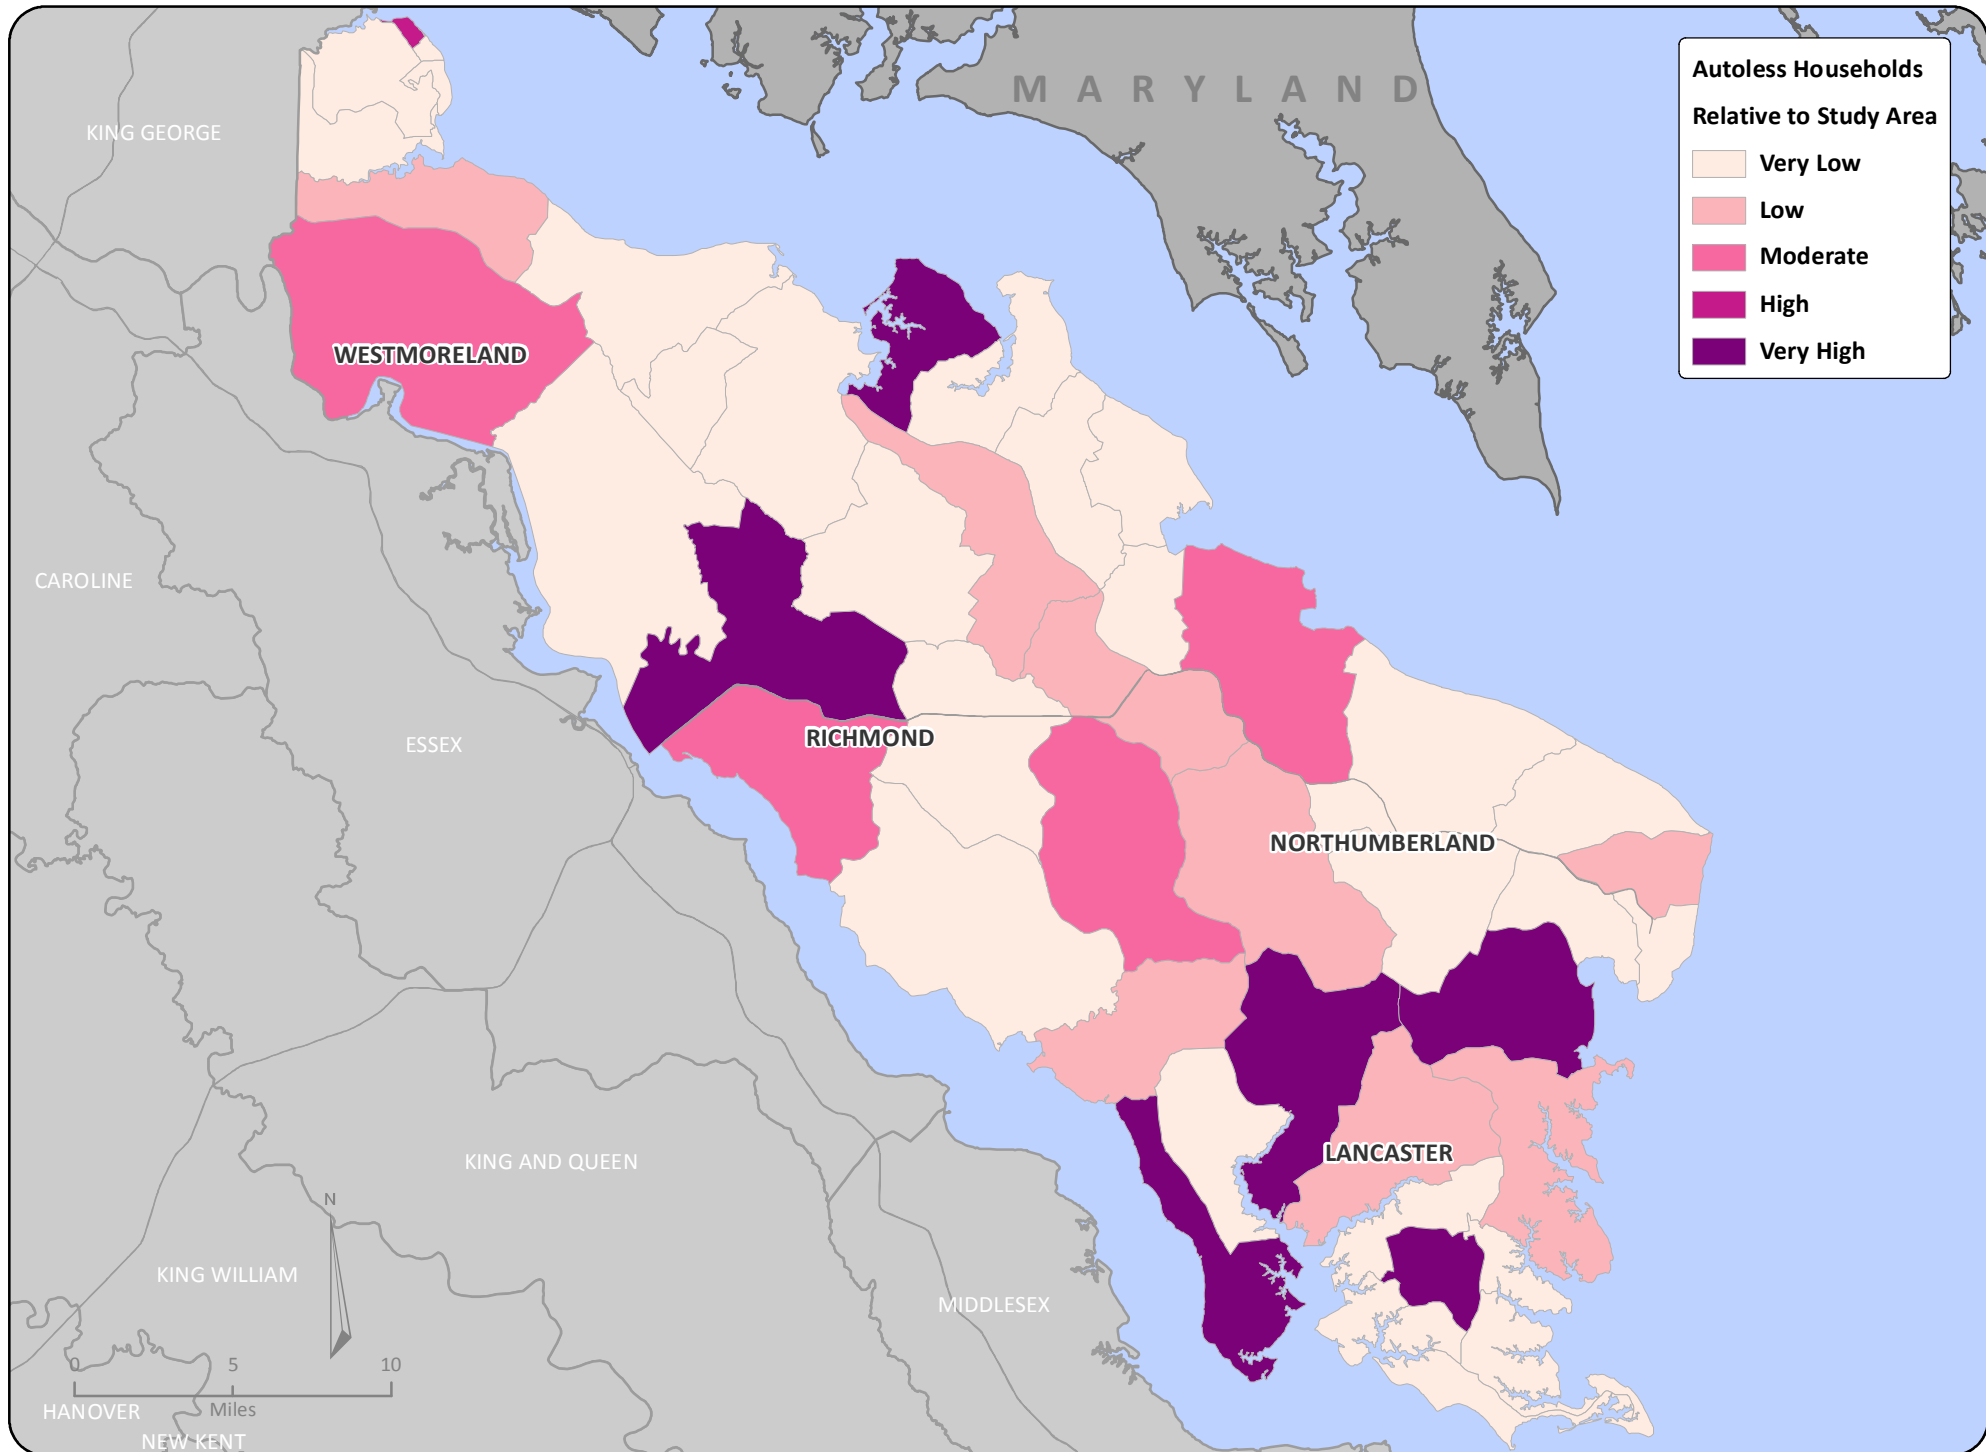 MARYLAND
Autoless Households
Relative to Study Area
Very Low
Low
Moderate
High
Very High
KING GEORGE
WESTMORELAND
CAROLINE
ESSEX
RICHMOND
NORTHUMBERLAND
LANCASTER
KING AND QUEEN
N
KING WILLIAM
MIDDLESEX
0 5 10
Miles
HANOVER
NEW KENT